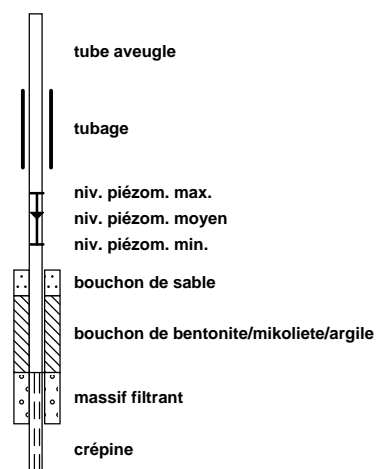 tube aveugle
tubage
niv. piézom. max.
niv. piézom. moyen
niv. piézom. min.
bouchon de sable
bouchon de bentonite/mikoliete/argile
massif filtrant
crépine